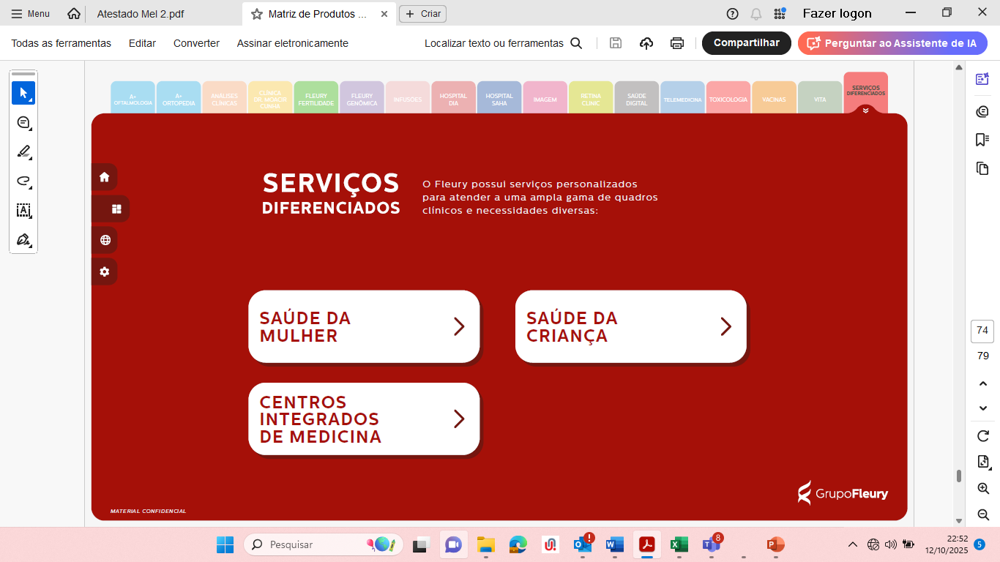 Menu
Atestado Mel 2.pdf
Matriz de Produtos ...
Criar
Fazer logon
Todas as ferramentas
Editar
Converter
Assinar eletronicamente
Localizar texto ou ferramentas
Compartilhar
Perguntar ao Assistente de IA
A+
OFTALMOLOGIA
A+
ORTOPEDIA
ANÁLISES
CLÍNICAS
CLÍNICA
DR. MOACIR
CUNHA
FLEURY
FERTILIDADE
FLEURY
GENÔMICA
INFUSÕES
HOSPITAL
DIA
HOSPITAL
SAHA
IMAGEM
RETINA
CLINIC
SAÚDE
DIGITAL
TELEMEDICINA
TOXICOLOGIA
VACINAS
VITA
SERVIÇOS
DIFERENCIADOS
SERVIÇOS
DIFERENCIADOS
O Fleury possui serviços personalizados
para atender a uma ampla gama de quadros
clínicos e necessidades diversas:
SAÚDE DA
MULHER
SAÚDE DA
CRIANÇA
CENTROS
INTEGRADOS
DE MEDICINA
MATERIAL CONFIDENCIAL
GrupoFleury
74
79
Pesquisar
8
22:52
12/10/2025
5